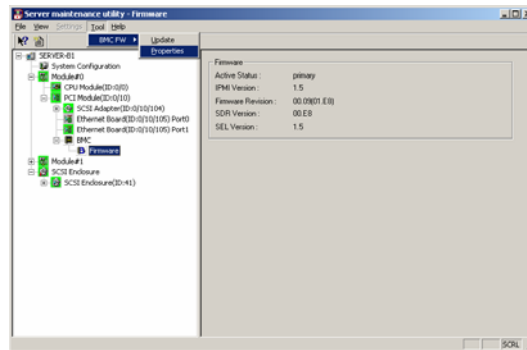 Server maintenance utility - Firmware
File View Settings Tool Help
BMC FW
Update
Properties
SERVER-B1
System Configuration
Module#0
CPU Module(ID:0/0)
PCI Module(ID:0/10)
SCSI Adapter(ID:0/10/104)
Ethernet Board(ID:0/10/105) Port0
Ethernet Board(ID:0/10/105) Port1
BMC
Firmware
Module#1
SCSI Enclosure
SCSI Enclosure(ID:41)
Firmware
Active Status : primary
IPMI Version : 1.5
Firmware Revision : 00.09(01.E8)
SDR Version : 00.E8
SEL Version : 1.5
SCRL